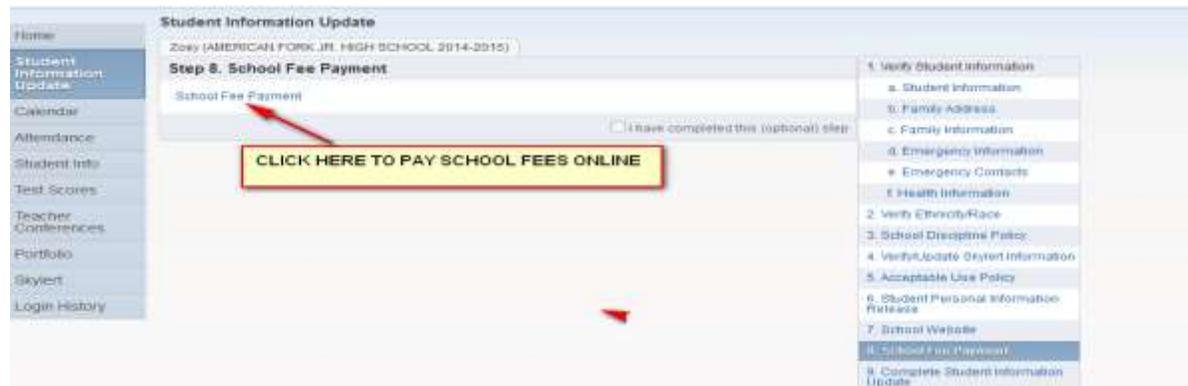 Student Information Update
Home
Student
Information
Update
Calendar
Attendance
Student Info
Test Scores
Teacher
Conferences
Portfolio
Skylert
Login History
Zoey (AMERICAN FORK JR. HIGH SCHOOL 2014-2015)
Step 8. School Fee Payment
School Fee Payment
I have completed this (optional) step
CLICK HERE TO PAY SCHOOL FEES ONLINE
1. Verify Student Information
a. Student Information
b. Family Address
c. Family Information
d. Emergency Information
e. Emergency Contacts
f. Health Information
2. Verify Ethnicity/Race
3. School Discipline Policy
4. Verify/Update Skylert Information
5. Acceptable Use Policy
6. Student Personal Information
Release
7. School Website
8. School Fee Payment
9. Complete Student Information
Update